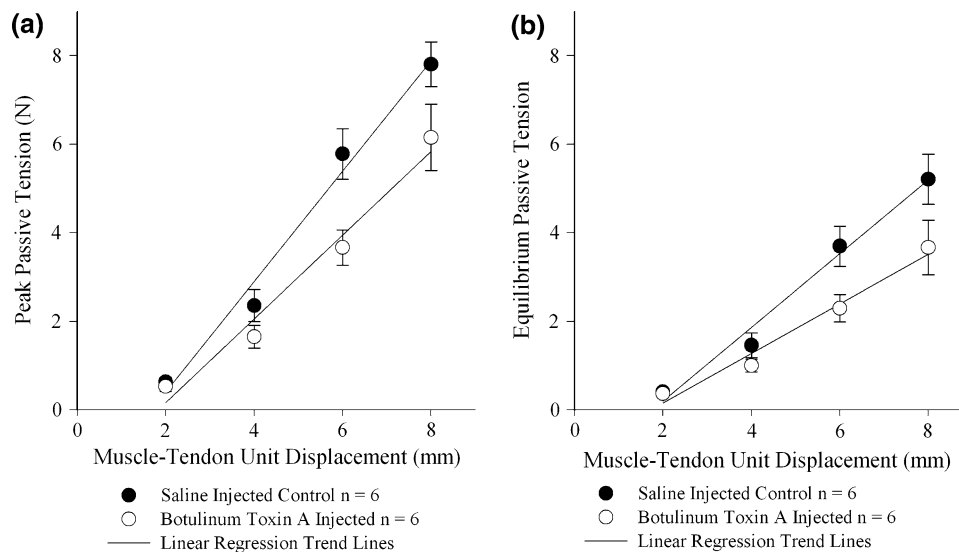 (a)
Peak Passive Tension (N)
8
6
4
2
0
0 2 4 6 8
Muscle-Tendon Unit Displacement (mm)
Saline Injected Control n = 6
Botulinum Toxin A Injected n = 6
Linear Regression Trend Lines
(b)
Equilibrium Passive Tension
8
6
4
2
0
0 2 4 6 8
Muscle-Tendon Unit Displacement (mm)
Saline Injected Control n = 6
Botulinum Toxin A Injected n = 6
Linear Regression Trend Lines